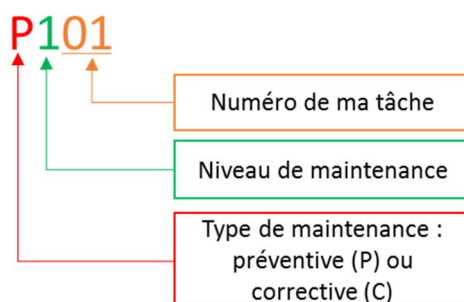 P101
Numéro de ma tâche
Niveau de maintenance
Type de maintenance :
préventive (P) ou
corrective (C)